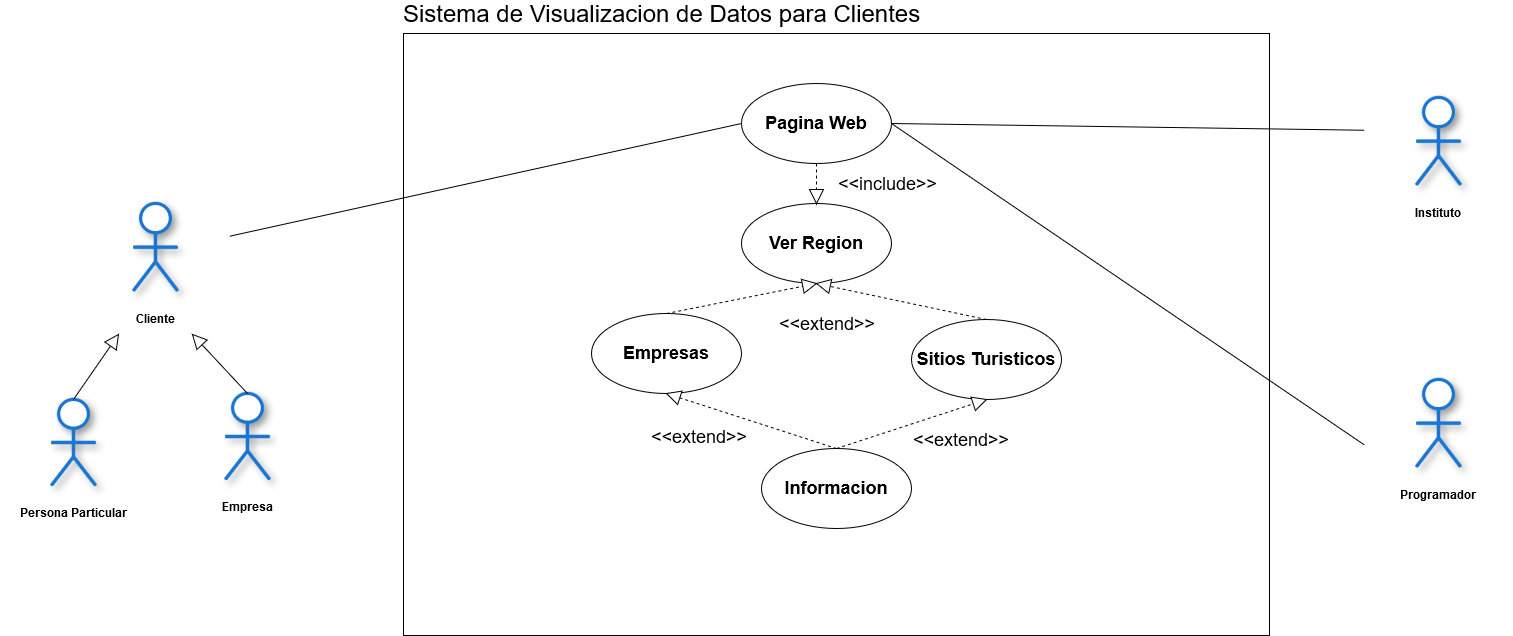 Sistema de Visualizacion de Datos para Clientes
Pagina Web
<<include>>
Instituto
Ver Region
Cliente
<<extend>>
Empresas
Sitios Turisticos
<<extend>>
<<extend>>
Informacion
Programador
Empresa
Persona Particular